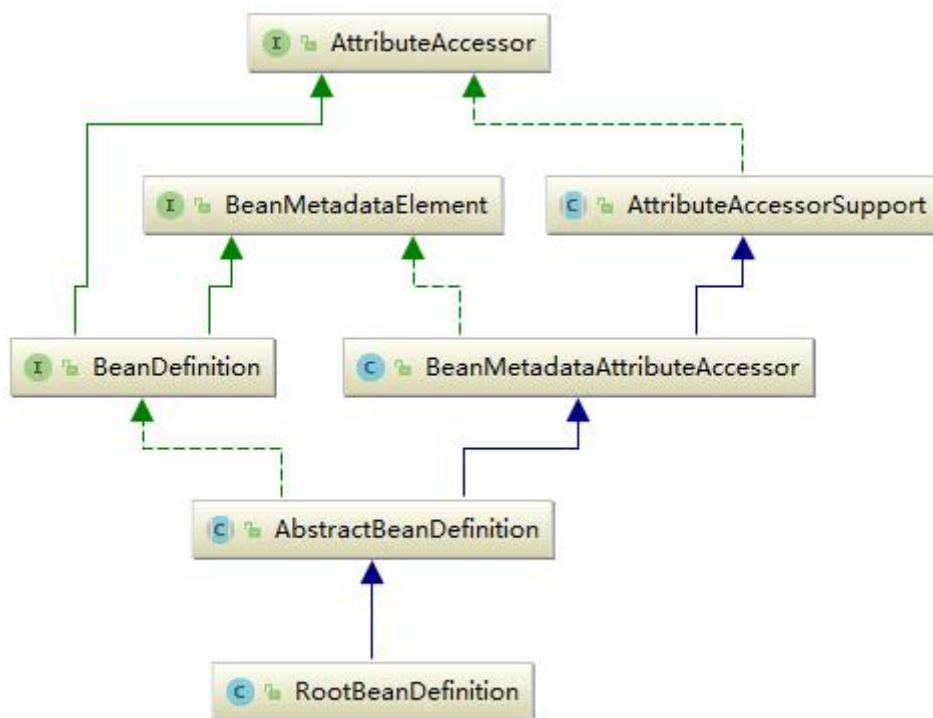 I AttributeAccessor
I BeanMetadataElement
C AttributeAccessorSupport
I BeanDefinition
C BeanMetadataAttributeAccessor
C AbstractBeanDefinition
C RootBeanDefinition